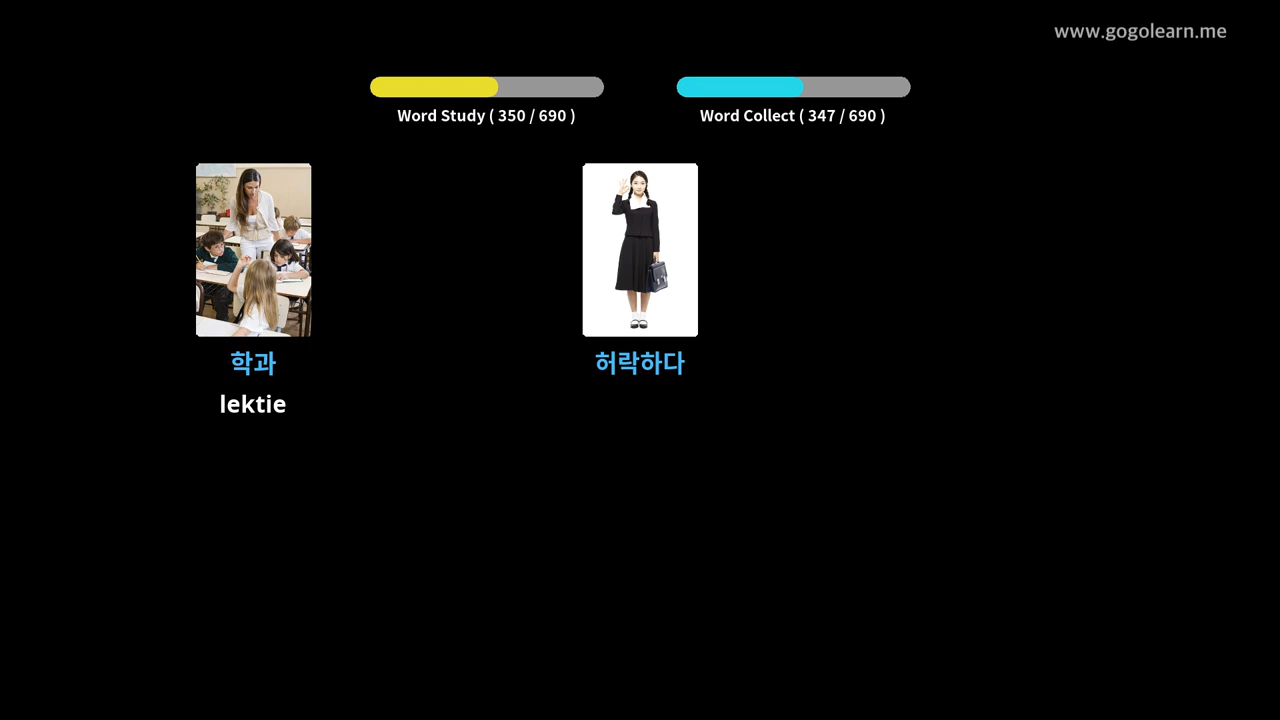 www.gogolearn.me
Word Study ( 350 / 690 )
Word Collect ( 347 / 690 )
학과
허락하다
lektie